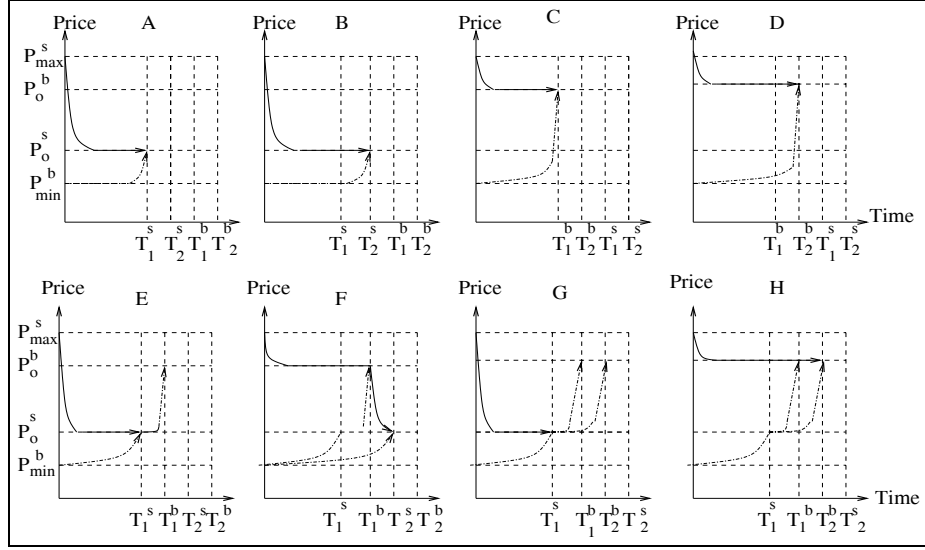 Price A Price B Price C Price D
P^s_max
P^b_o
P^s_o
P^b_min
Time
T^s_1 T^s_2 T^b_1 T^b_2 T^s_1 T^s_2 T^b_1 T^b_2 T^b_1 T^b_2 T^s_1 T^s_2 T^b_1 T^b_2 T^s_1 T^s_2
Price E Price F Price G Price H
P^s_max
P^b_o
P^s_o
P^b_min
Time
T^s_1 T^b_1 T^s_2 T^b_2 T^s_1 T^b_1 T^s_2 T^b_2 T^s_1 T^b_1 T^b_2 T^s_2 T^s_1 T^b_1 T^b_2 T^s_2